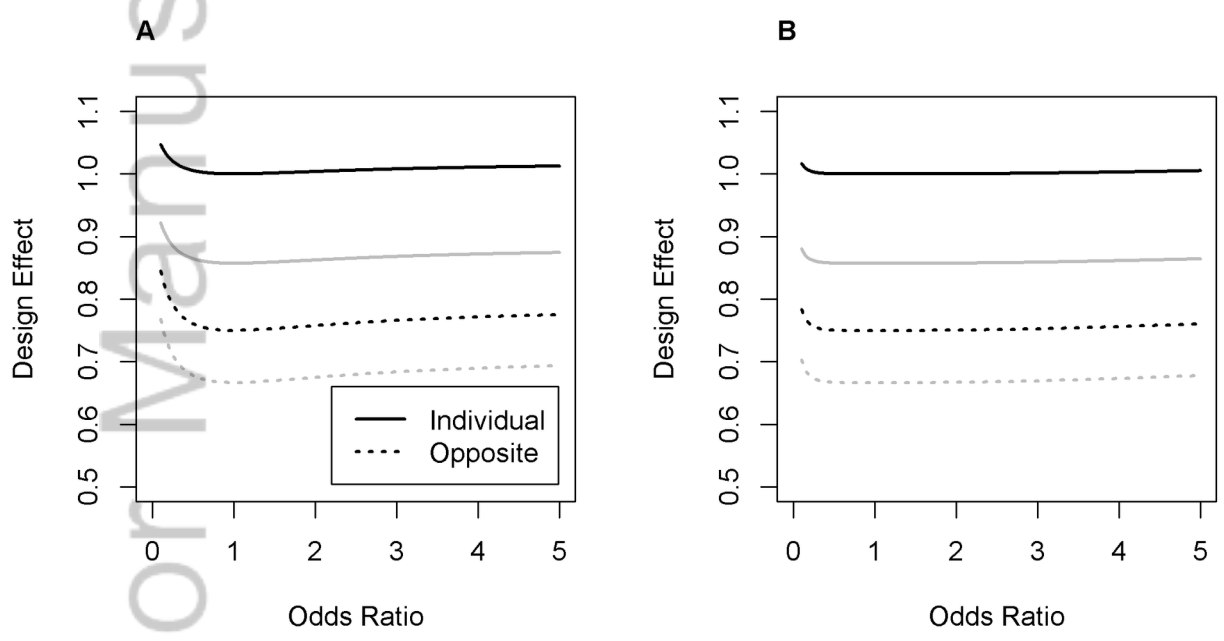 A
B
Design Effect
1.1
1.0
0.9
0.8
0.7
0.6
0.5
Individual
Opposite
0 1 2 3 4 5
Odds Ratio
Design Effect
1.1
1.0
0.9
0.8
0.7
0.6
0.5
0 1 2 3 4 5
Odds Ratio
or Manus